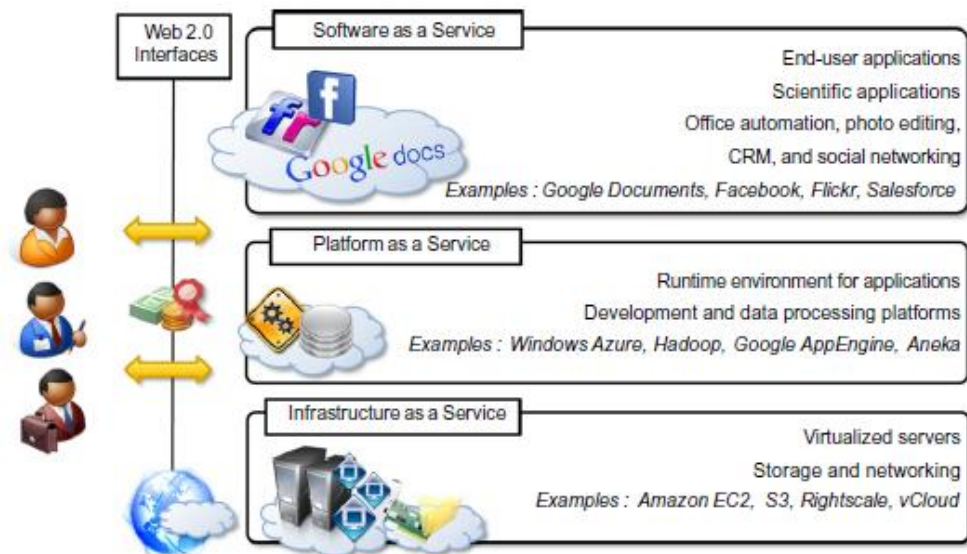 Web 2.0
Interfaces
Software as a Service
End-user applications
Scientific applications
Office automation, photo editing,
CRM, and social networking
Examples : Google Documents, Facebook, Flickr, Salesforce
f
fr
Google docs
Platform as a Service
Runtime environment for applications
Development and data processing platforms
Examples : Windows Azure, Hadoop, Google AppEngine, Aneka
Infrastructure as a Service
Virtualized servers
Storage and networking
Examples : Amazon EC2, S3, Rightscale, vCloud